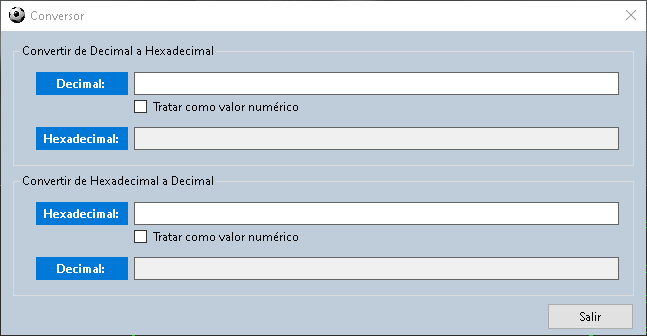 Conversor
Convertir de Decimal a Hexadecimal
Decimal:
Tratar como valor numérico
Hexadecimal:
Convertir de Hexadecimal a Decimal
Hexadecimal:
Tratar como valor numérico
Decimal:
Salir